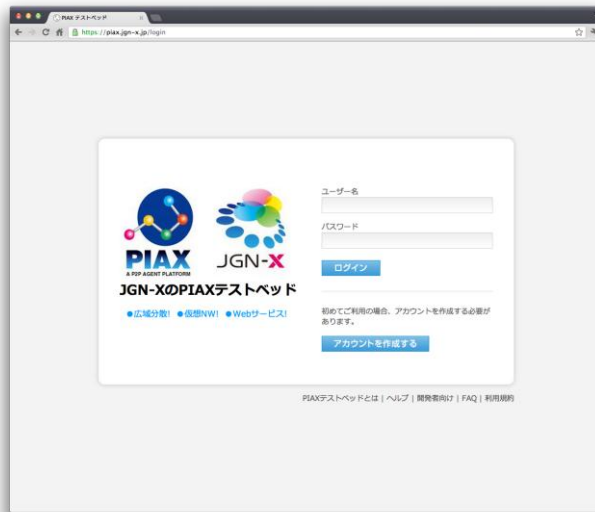 PIAX テストベッド
https://piax.jgn-x.jp/login
PIAX
A P2P AGENT PLATFORM
JGN-X
JGN-XのPIAXテストベッド
●広域分散! ●仮想NW! ●Webサービス!
ユーザー名
パスワード
ログイン
初めてご利用の場合、アカウントを作成する必要が
あります。
アカウントを作成する
PIAXテストベッドとは | ヘルプ | 開発者向け | FAQ | 利用規約